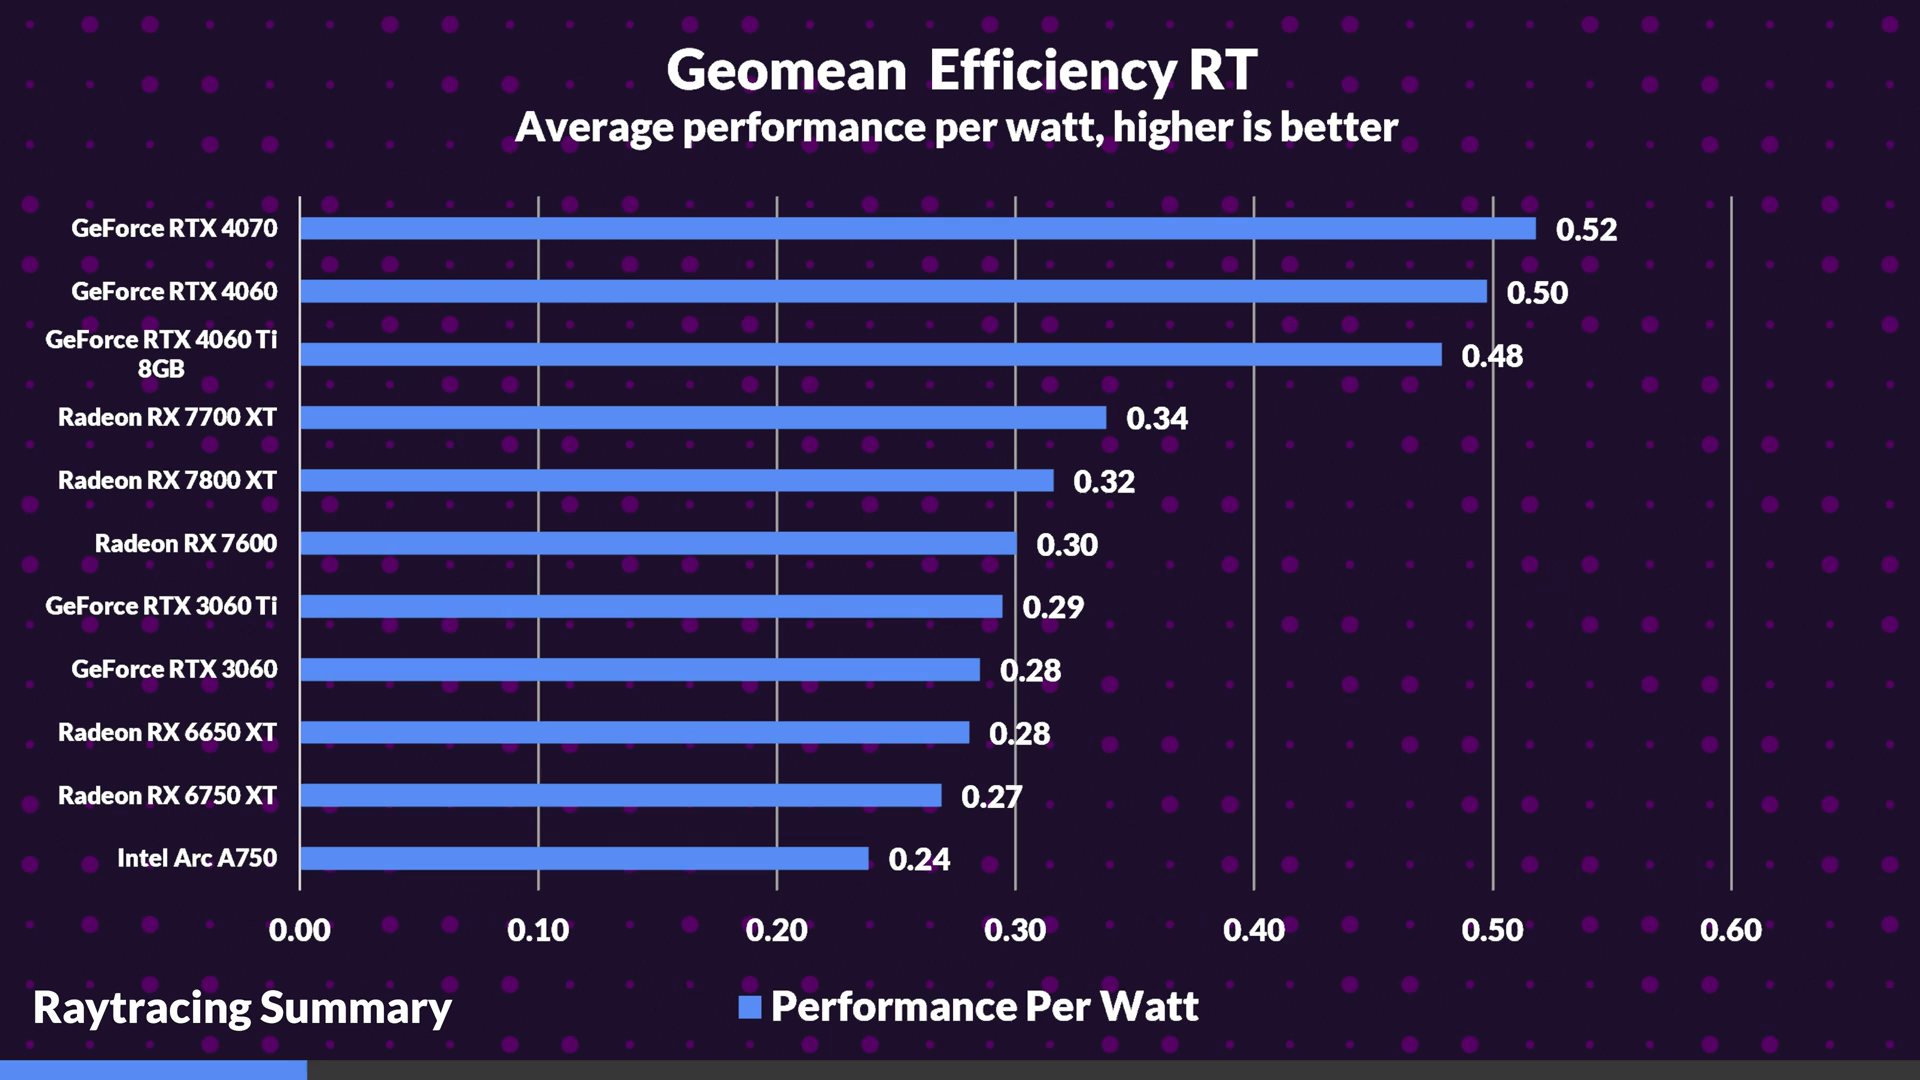 Geomean  Efficiency RT
Average performance per watt, higher is better
GeForce RTX 4070
0.52
GeForce RTX 4060
0.50
GeForce RTX 4060 Ti
8GB
0.48
Radeon RX 7700 XT
0.34
Radeon RX 7800 XT
0.32
Radeon RX 7600
0.30
GeForce RTX 3060 Ti
0.29
GeForce RTX 3060
0.28
Radeon RX 6650 XT
0.28
Radeon RX 6750 XT
0.27
Intel Arc A750
0.24
0.00 0.10 0.20 0.30 0.40 0.50 0.60
Raytracing Summary
Performance Per Watt